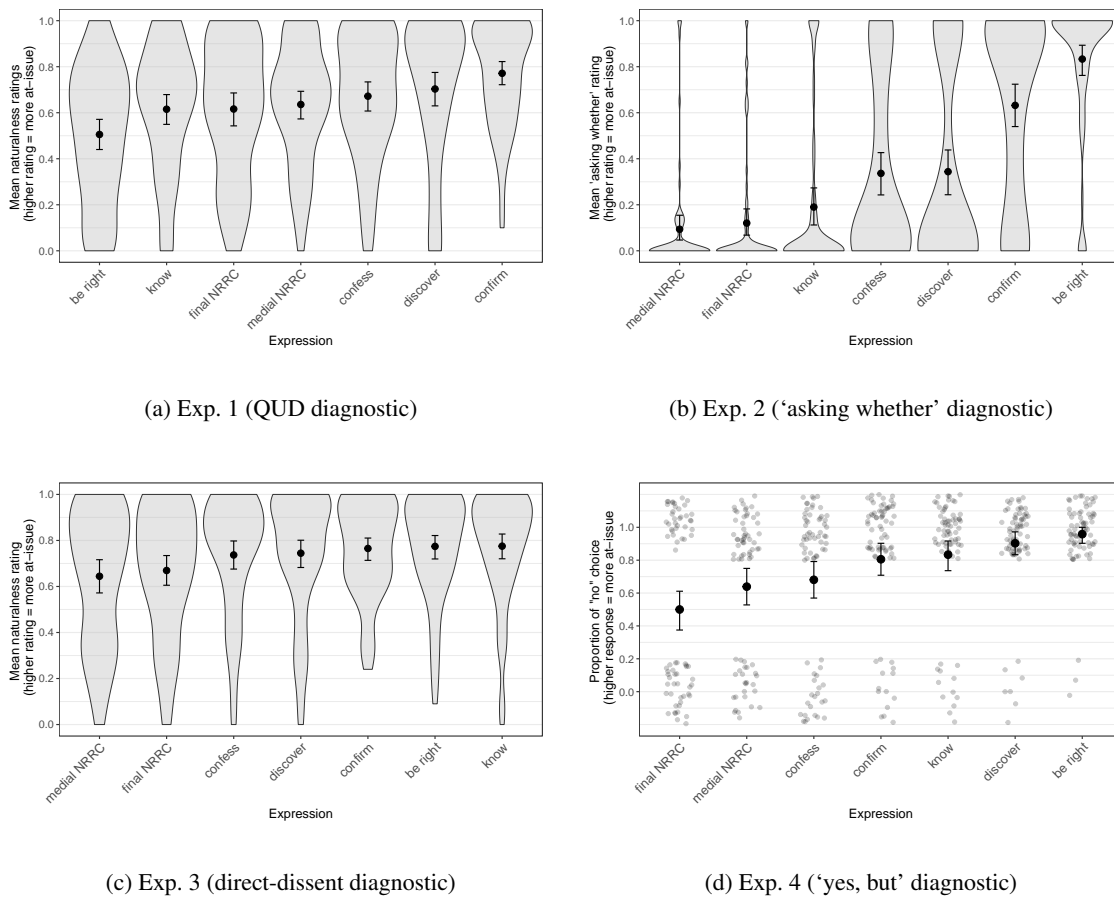 Mean naturalness ratings
(higher rating = more at−issue)
1.0
0.8
0.6
0.4
0.2
0.0
be right
know
final NRRC
medial NRRC
confess
discover
confirm
Expression
(a) Exp. 1 (QUD diagnostic)
Mean 'asking whether' rating
(higher rating = more at−issue)
1.0
0.8
0.6
0.4
0.2
0.0
medial NRRC
final NRRC
know
confess
discover
confirm
be right
Expression
(b) Exp. 2 (‘asking whether’ diagnostic)
Mean naturalness rating
(higher rating = more at−issue)
1.0
0.8
0.6
0.4
0.2
0.0
medial NRRC
final NRRC
confess
discover
confirm
be right
know
Expression
(c) Exp. 3 (direct-dissent diagnostic)
Proportion of "no" choice
(higher response = more at−issue)
1.0
0.8
0.6
0.4
0.2
0.0
final NRRC
medial NRRC
confess
confirm
know
discover
be right
Expression
(d) Exp. 4 (‘yes, but’ diagnostic)